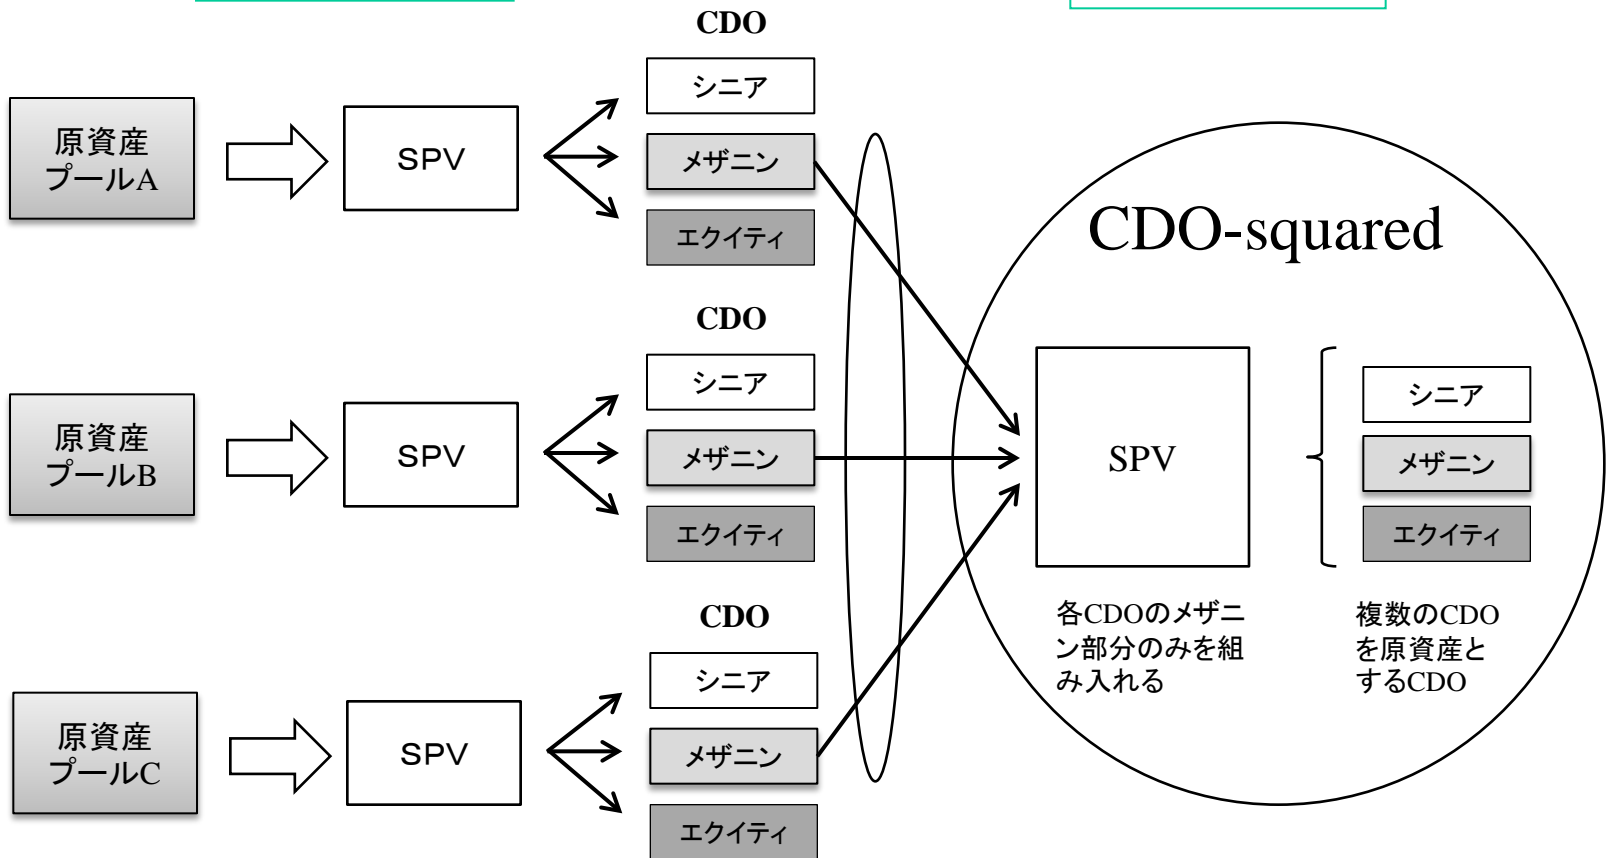 CDO
シニア
原資産
プールA
SPV
メザニン
エクイティ
CDO-squared
CDO
シニア
原資産
プールB
SPV
メザニン
エクイティ
SPV
シニア
メザニン
エクイティ
各CDOのメザニ
ン部分のみを組
み入れる
複数のCDO
を原資産と
するCDO
CDO
シニア
原資産
プールC
SPV
メザニン
エクイティ